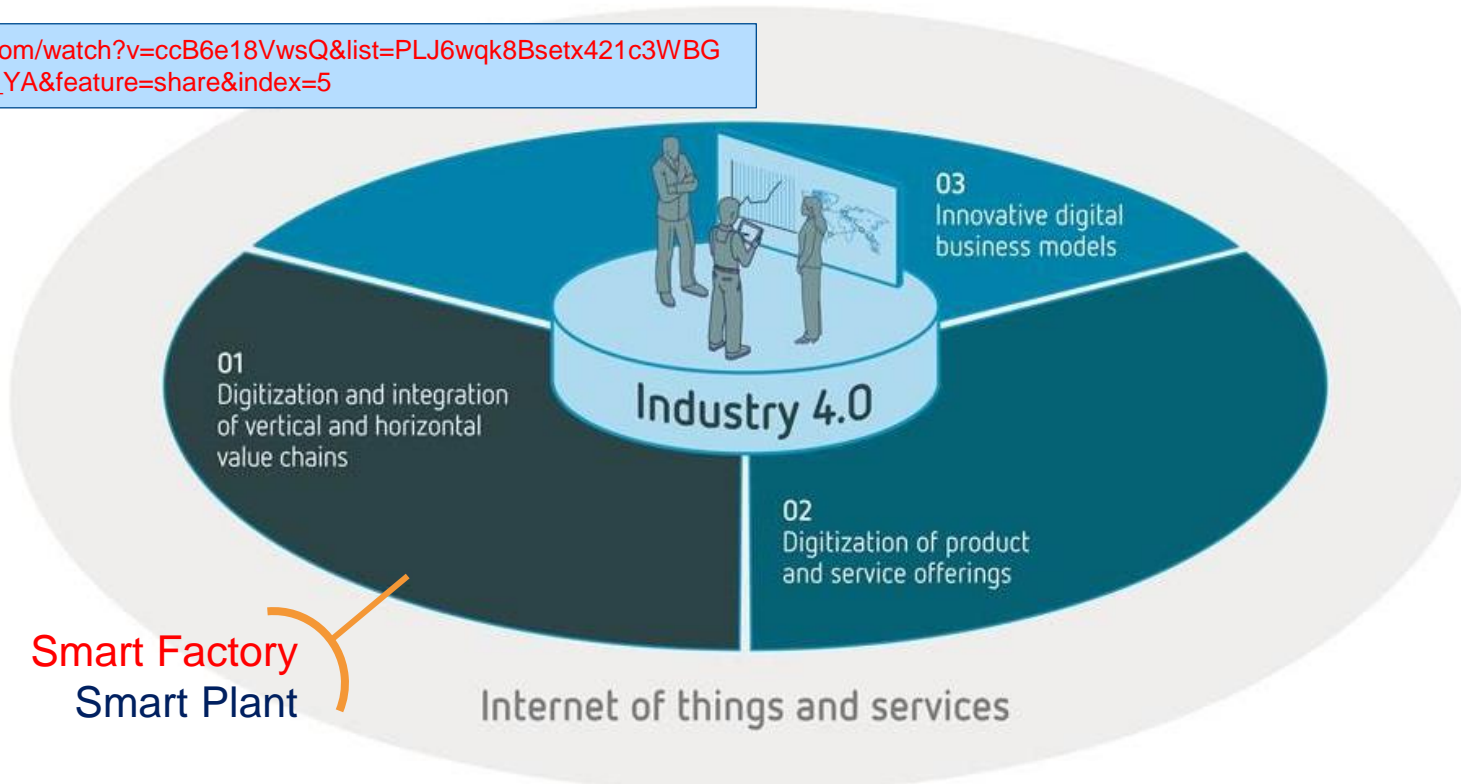 om/watch?v=ccB6e18VwsQ&list=PLJ6wqk8Bsetx421c3WBG
_YA&feature=share&index=5
03
Innovative digital
business models
01
Digitization and integration
of vertical and horizontal
value chains
Industry 4.0
02
Digitization of product
and service offerings
Smart Factory
Smart Plant
Internet of things and services